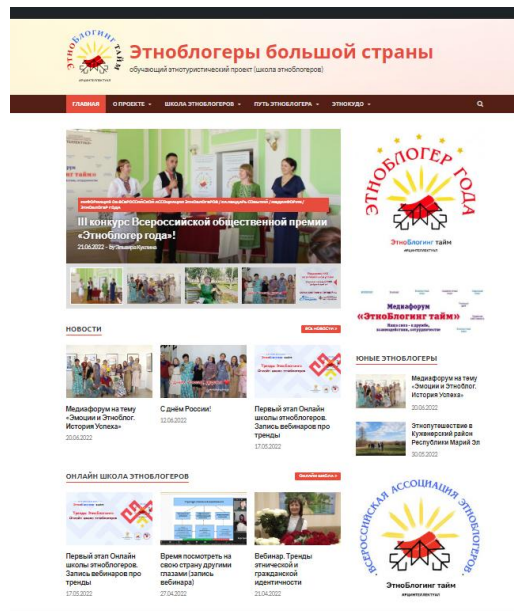 ЭТНОБЛОГИНГ ТАЙМ
Этноблогеры большой страны
обучающий этнотуристический проект (школа этноблогеров)
ГЛАВНАЯ
О ПРОЕКТЕ
ШКОЛА ЭТНОБЛОГЕРОВ
ПУТЬ ЭТНОБЛОГЕРА
ЭТНОКУДО
III конкурс Всероссийской общественной премии
«Этноблогер года»!
21.06.2022 - By Эльвира Куклина
ЭТНОБЛОГЕР ГОДА
ЭтноБлогинг тайм
Медиафорум
«ЭтноБлогинг тайм»
НОВОСТИ
ВСЕ НОВОСТИ
Медиафорум на тему
«Эмоции и Этноблог.
История Успеха»
20.06.2022
С днём России!
12.06.2022
Первый этап Онлайн
школы этноблогеров.
Запись вебинаров про
тренды
17.05.2022
ЮНЫЕ ЭТНОБЛОГЕРЫ
Медиафорум на тему
«Эмоции и Этноблог.
История Успеха»
20.06.2022
Этнопутешествие в
Куженерский район
Республики Марий Эл
30.05.2022
ОНЛАЙН ШКОЛА ЭТНОБЛОГЕРОВ
Первый этап Онлайн
школы этноблогеров.
Запись вебинаров про
тренды
17.05.2022
Время посмотреть на
свою страну другими
глазами (запись
вебинара)
27.04.2022
Вебинар. Тренды
этнической и
гражданской
идентичности
21.04.2022
ВСЕРОССИЙСКАЯ АССОЦИАЦИЯ ЭТНОБЛОГЕРОВ
ЭтноБлогинг тайм